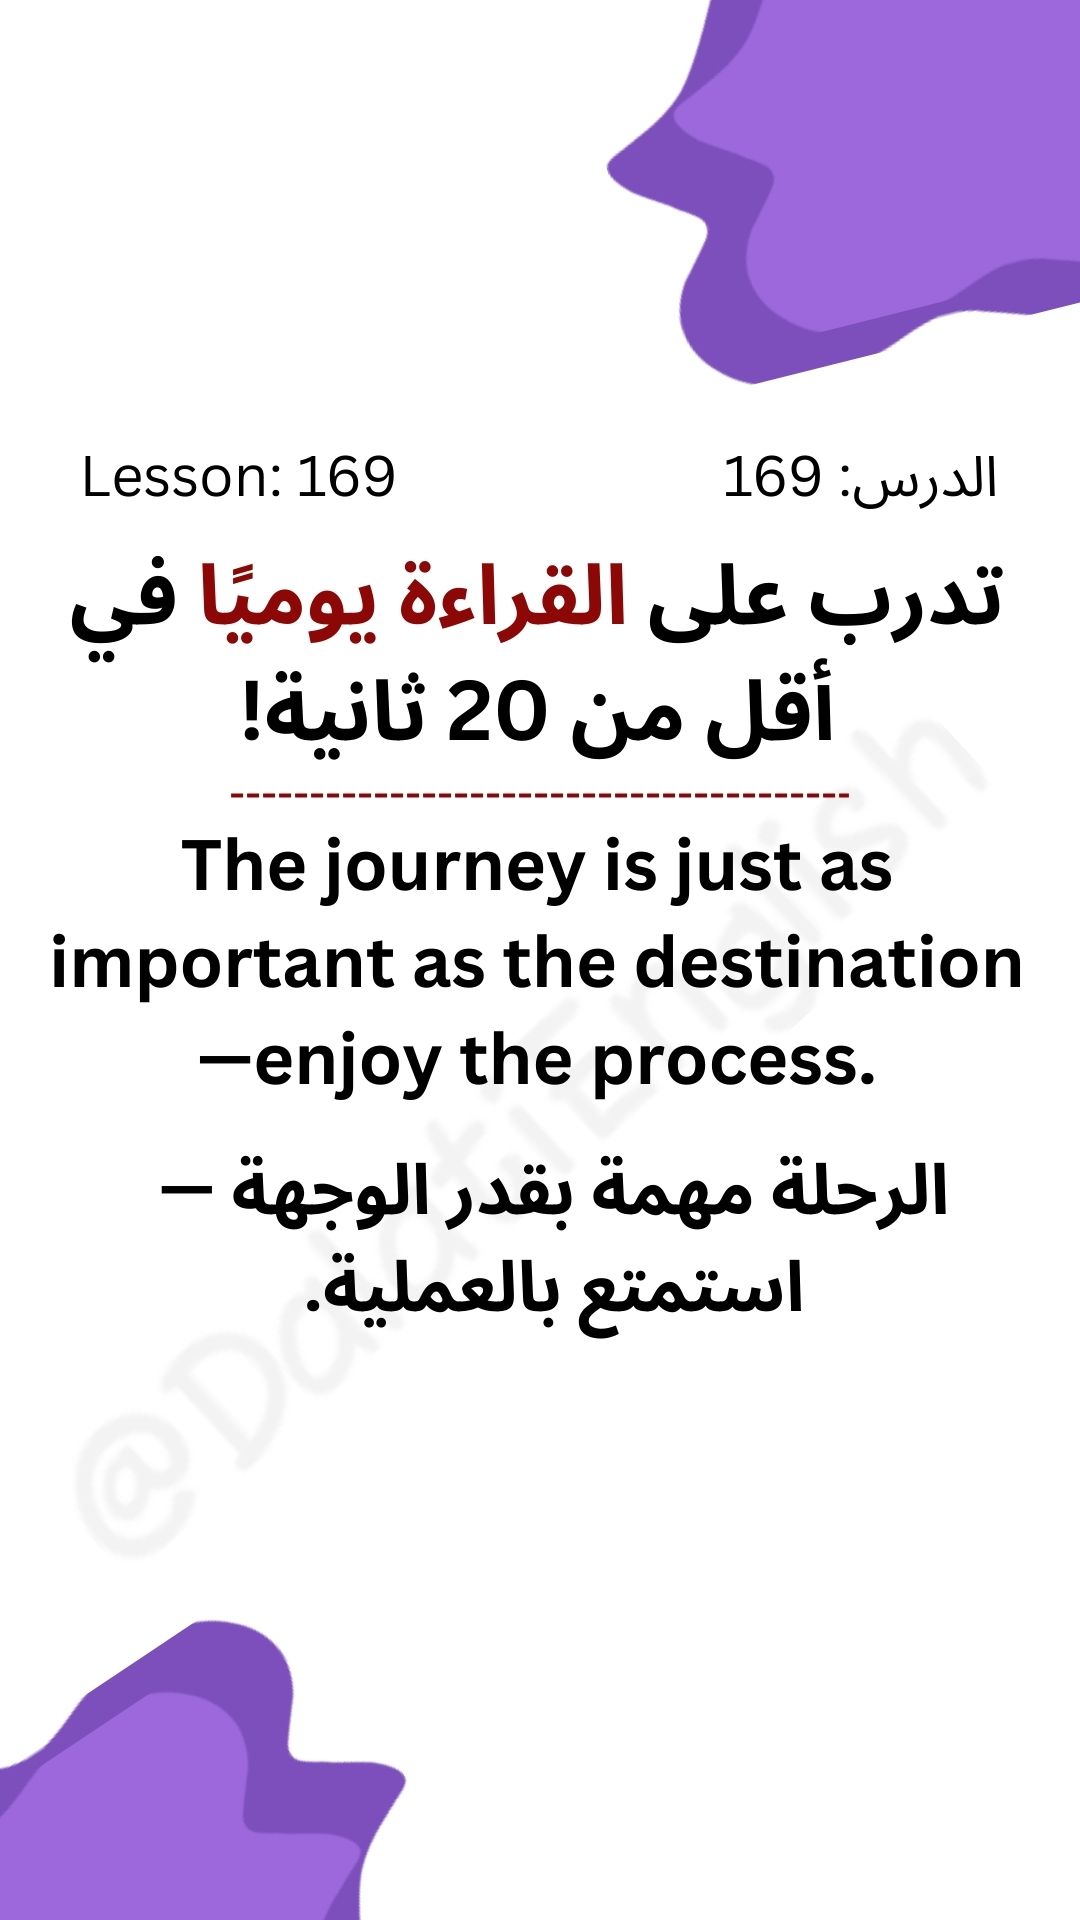 Lesson: 169
الدرس: 169
تدرب على القراءة يوميًا في
أقل من 20 ثانية!
The journey is just as
important as the destination
—enjoy the process.
الرحلة مهمة بقدر الوجهة —
استمتع بالعملية.
@DadatiEnglish